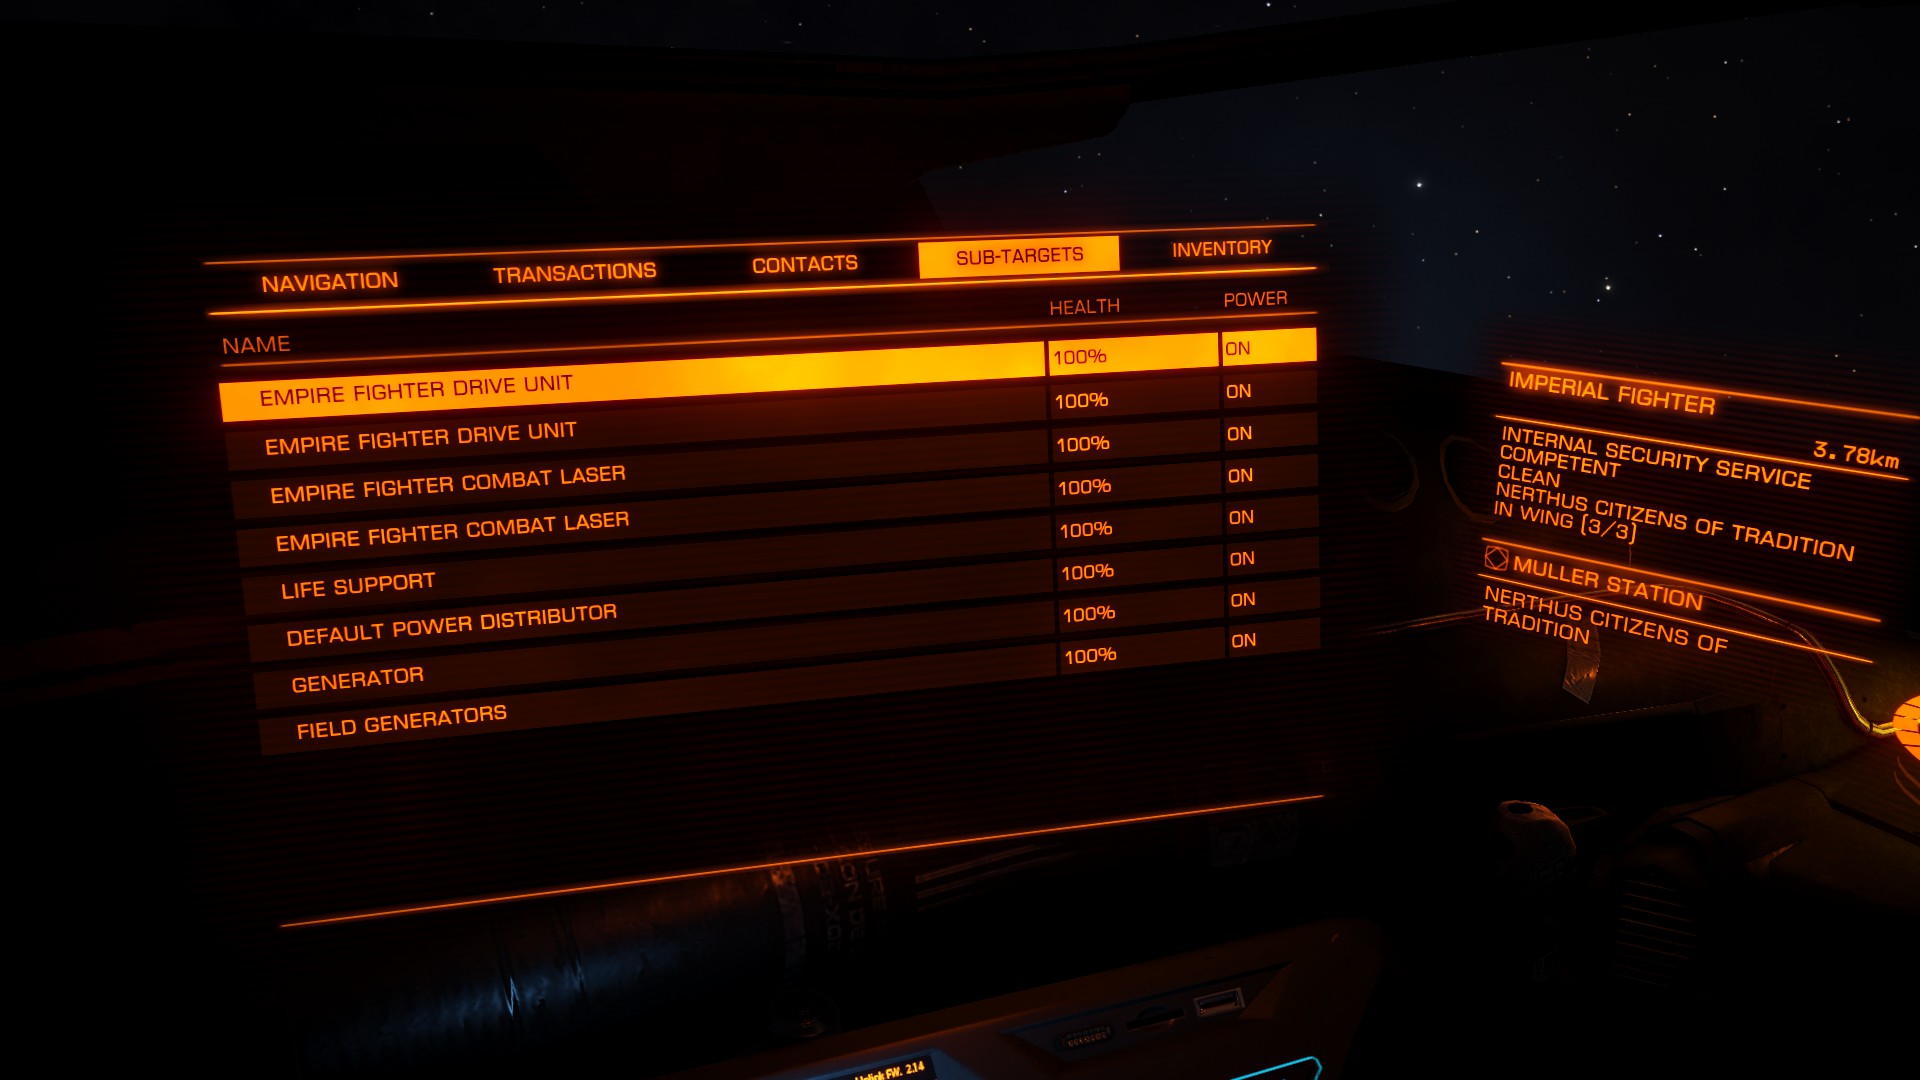 NAVIGATION TRANSACTIONS CONTACTS SUB-TARGETS INVENTORY
NAME HEALTH POWER
EMPIRE FIGHTER DRIVE UNIT 100% ON
EMPIRE FIGHTER DRIVE UNIT 100% ON
EMPIRE FIGHTER COMBAT LASER 100% ON
EMPIRE FIGHTER COMBAT LASER 100% ON
LIFE SUPPORT 100% ON
DEFAULT POWER DISTRIBUTOR 100% ON
GENERATOR 100% ON
FIELD GENERATORS 100% ON
IMPERIAL FIGHTER
3.78km
INTERNAL SECURITY SERVICE
COMPETENT
CLEAN
NERTHUS CITIZENS OF TRADITION
IN WING (3/3)
MULLER STATION
NERTHUS CITIZENS OF
TRADITION
FW. 2.14